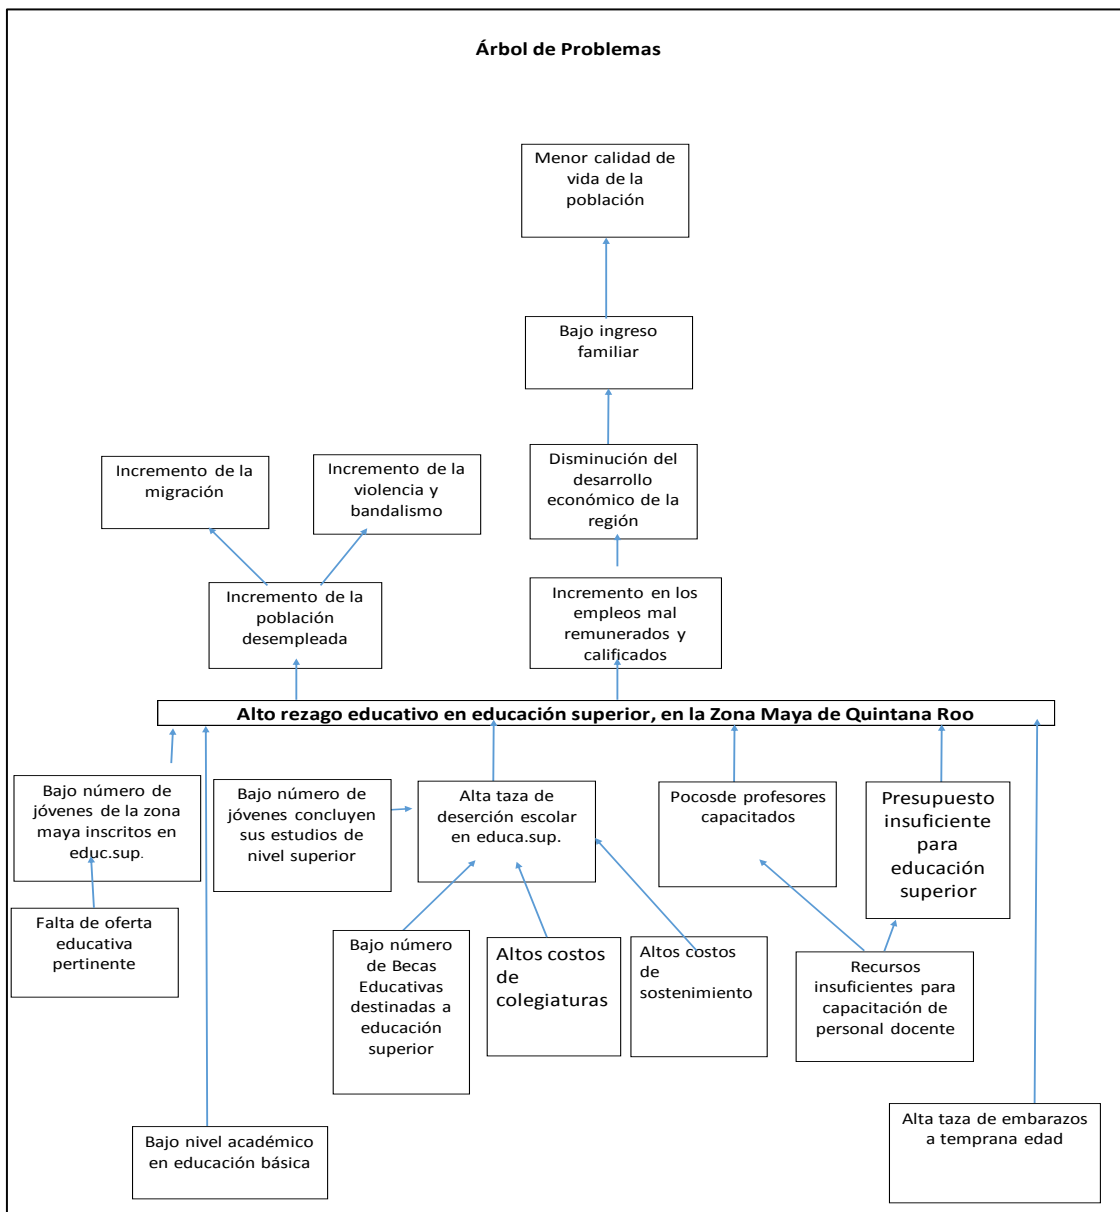 Árbol de Problemas
Menor calidad de
vida de la
población
Bajo ingreso
familiar
Incremento de la
migración
Incremento de la
violencia y
bandalismo
Disminución del
desarrollo
económico de la
región
Incremento de la
población
desempleada
Incremento en los
empleos mal
remunerados y
calificados
Alto rezago educativo en educación superior, en la Zona Maya de Quintana Roo
Bajo número de
jóvenes de la zona
maya inscritos en
educ.sup.
Bajo número de
jóvenes concluyen
sus estudios de
nivel superior
Alta taza de
deserción escolar
en educa.sup.
Pocosde profesores
capacitados
Presupuesto
insuficiente
para
educación
superior
Falta de oferta
educativa
pertinente
Bajo número
de Becas
Educativas
destinadas a
educación
superior
Altos costos
de
colegiaturas
Altos costos
de
sostenimiento
Recursos
insuficientes para
capacitación de
personal docente
Bajo nivel académico
en educación básica
Alta taza de embarazos
a temprana edad